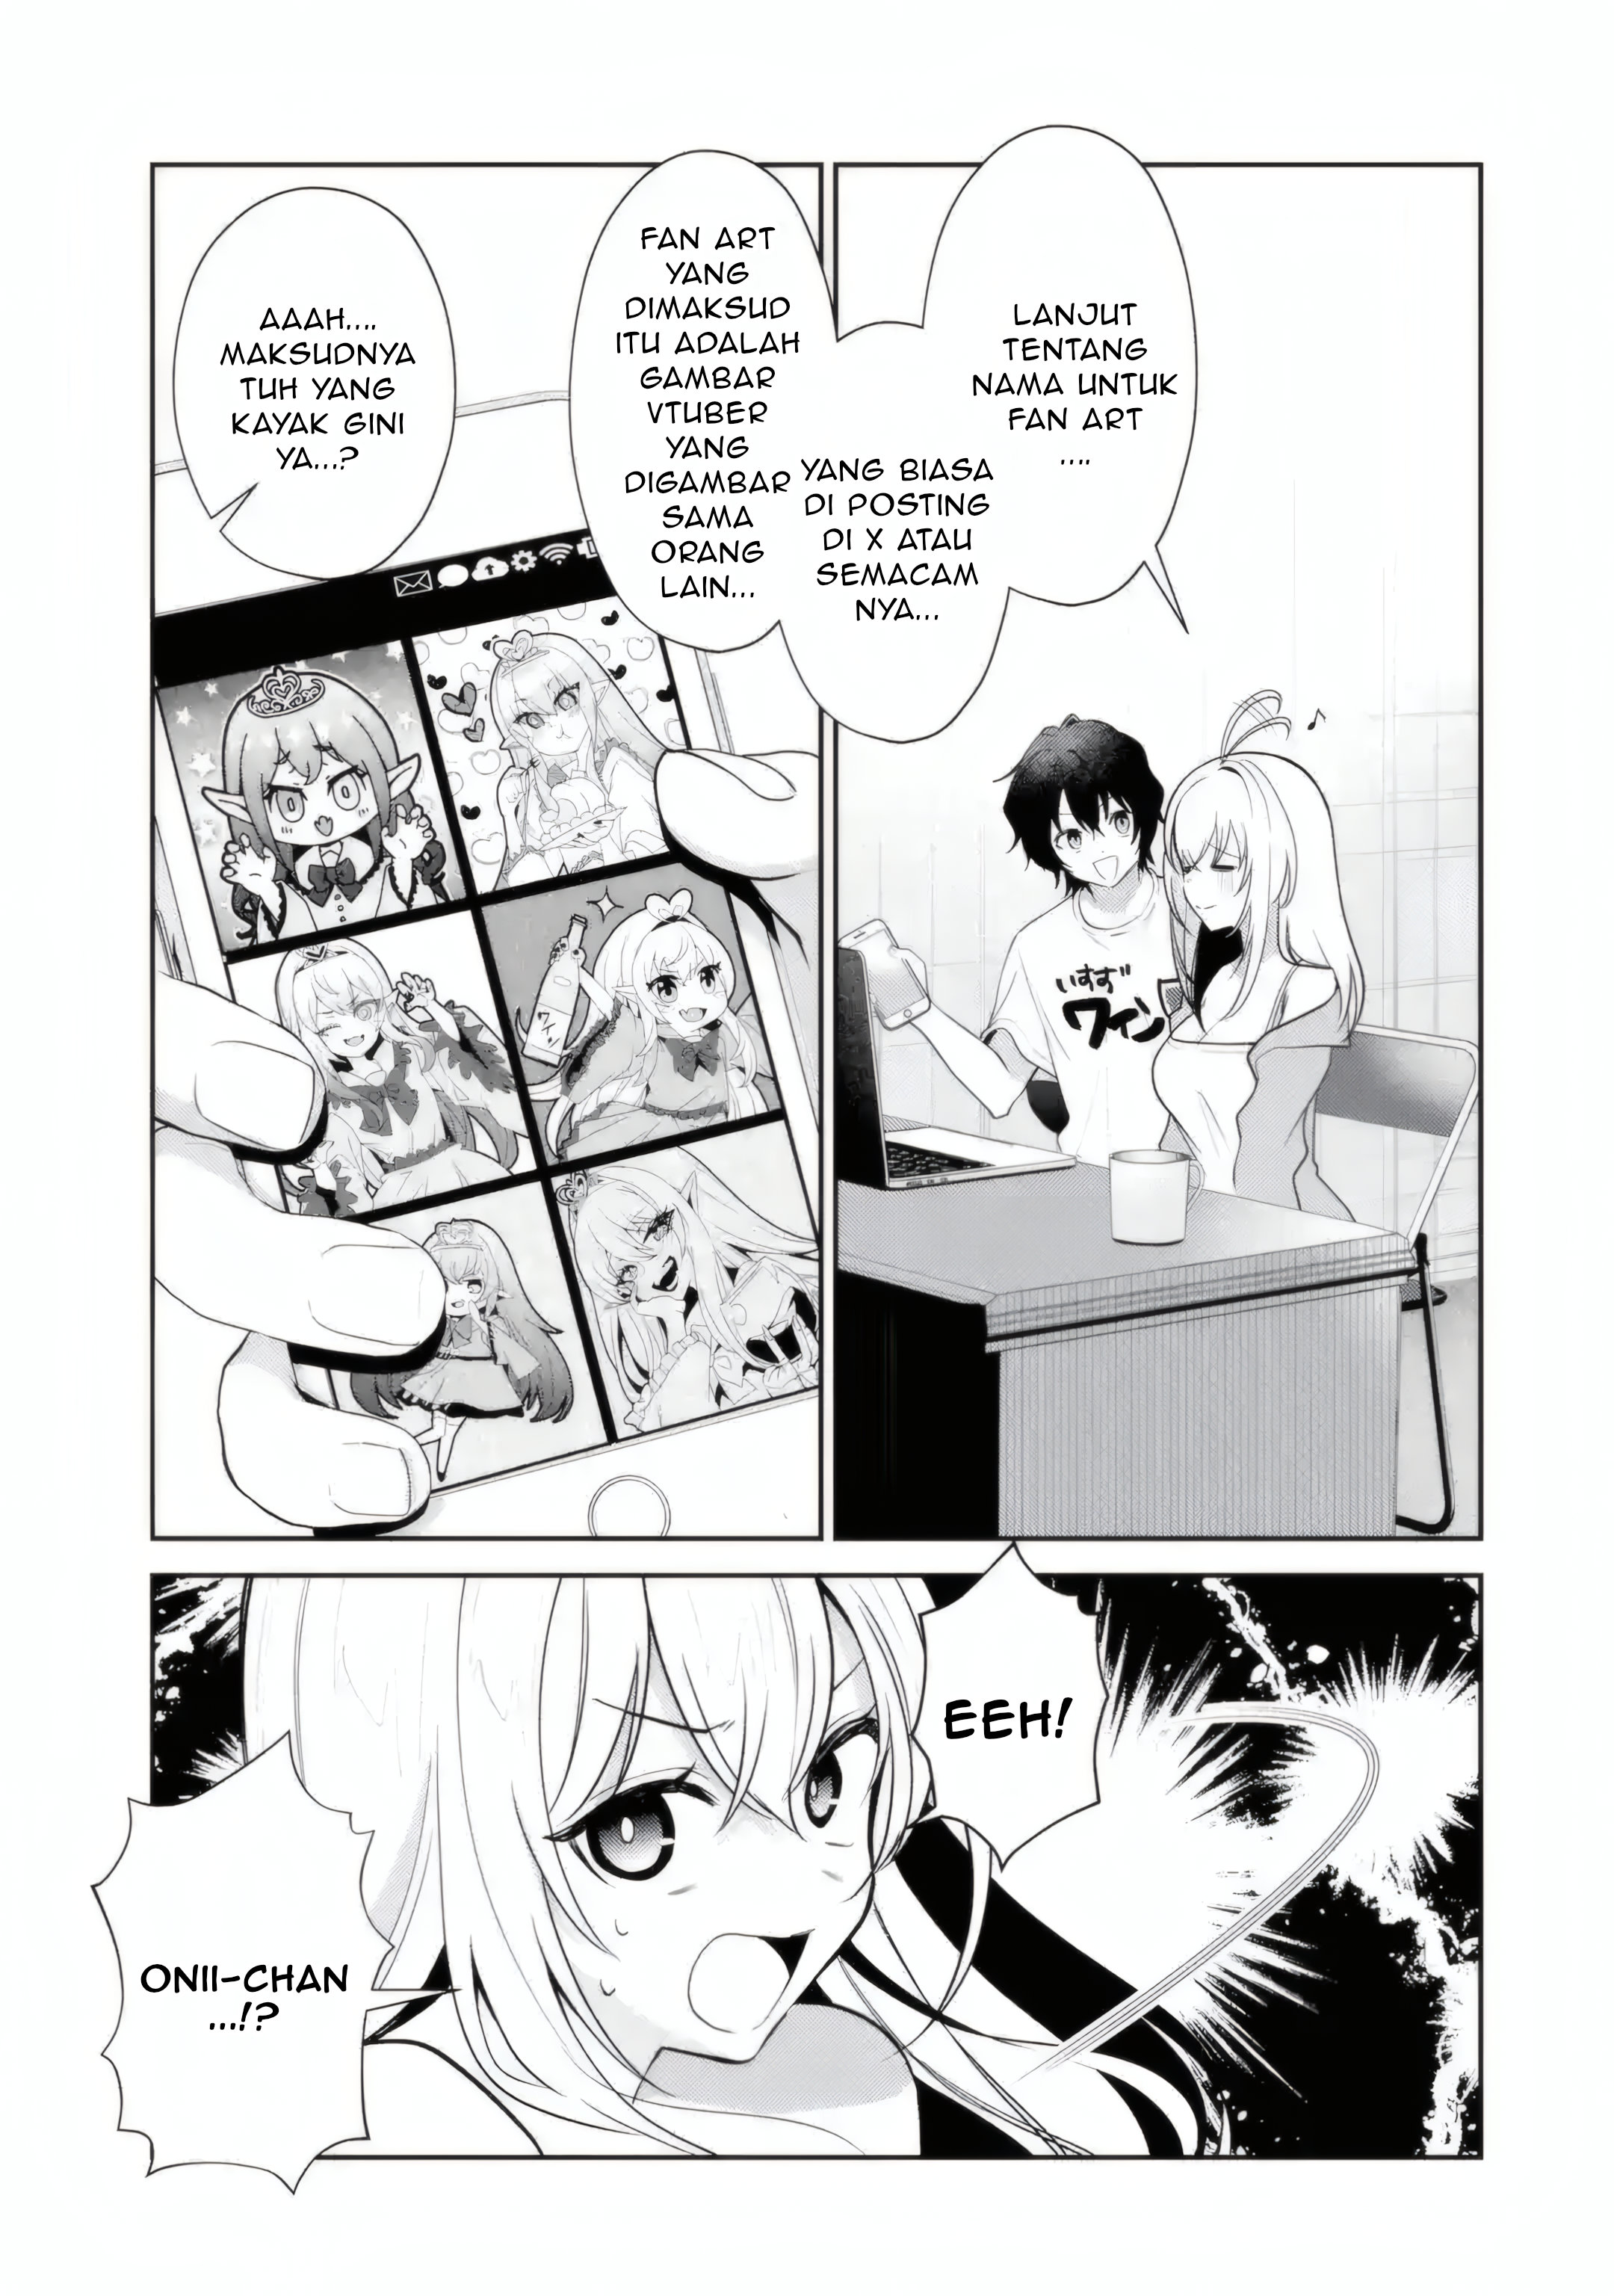 LANJUT
TENTANG
NAMA UNTUK
FAN ART
....
YANG BIASA
DI POSTING
DI X ATAU
SEMACAM
NYA...
FAN ART
YANG
DIMAKSUD
ITU ADALAH
GAMBAR
VTUBER
YANG
DIGAMBAR
SAMA
ORANG
LAIN...
いすず
ワイン
AAAH....
MAKSUDNYA
TUH YANG
KAYAK GINI
YA...?
EEH!
ONII-CHAN
...!?